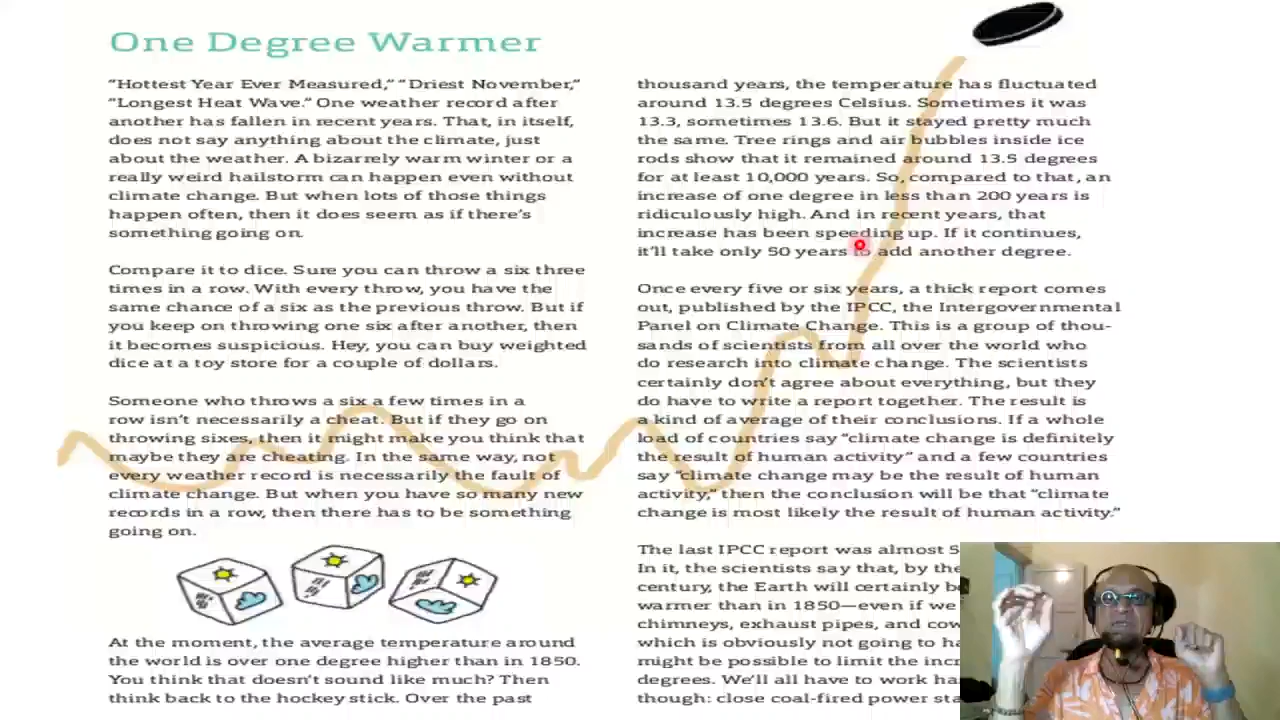 One Degree Warmer
“Hottest Year Ever Measured,” “Driest November,”
“Longest Heat Wave.” One weather record after
another has fallen in recent years. That, in itself,
does not say anything about the climate, just
about the weather. A bizarrely warm winter or a
really weird hailstorm can happen even without
climate change. But when lots of those things
happen often, then it does seem as if there’s
something going on.
Compare it to dice. Sure you can throw a six three
times in a row. With every throw, you have the
same chance of a six as the previous throw. But if
you keep on throwing one six after another, then
it becomes suspicious. Hey, you can buy weighted
dice at a toy store for a couple of dollars.
Someone who throws a six a few times in a
row isn’t necessarily a cheat. But if they go on
throwing sixes, then it might make you think that
maybe they are cheating. In the same way, not
every weather record is necessarily the fault of
climate change. But when you have so many new
records in a row, then there has to be something
going on.
At the moment, the average temperature around
the world is over one degree higher than in 1850.
You think that doesn’t sound like much? Then
think back to the hockey stick. Over the past
thousand years, the temperature has fluctuated
around 13.5 degrees Celsius. Sometimes it was
13.3, sometimes 13.6. But it stayed pretty much
the same. Tree rings and air bubbles inside ice
rods show that it remained around 13.5 degrees
for at least 10,000 years. So, compared to that, an
increase of one degree in less than 200 years is
ridiculously high. And in recent years, that
increase has been speeding up. If it continues,
it’ll take only 50 years to add another degree.
Once every five or six years, a thick report comes
out, published by the IPCC, the Intergovernmental
Panel on Climate Change. This is a group of thou-
sands of scientists from all over the world who
do research into climate change. The scientists
certainly don’t agree about everything, but they
do have to write a report together. The result is
a kind of average of their conclusions. If a whole
load of countries say “climate change is definitely
the result of human activity” and a few countries
say “climate change may be the result of human
activity,” then the conclusion will be that “climate
change is most likely the result of human activity.”
The last IPCC report was almost
In it, the scientists say that, by the
century, the Earth will certainly
warmer than in 1850—even if we
chimneys, exhaust pipes, and
which is obviously not going to
might be possible to limit the
degrees. We’ll all have to work
though: close coal-fired power